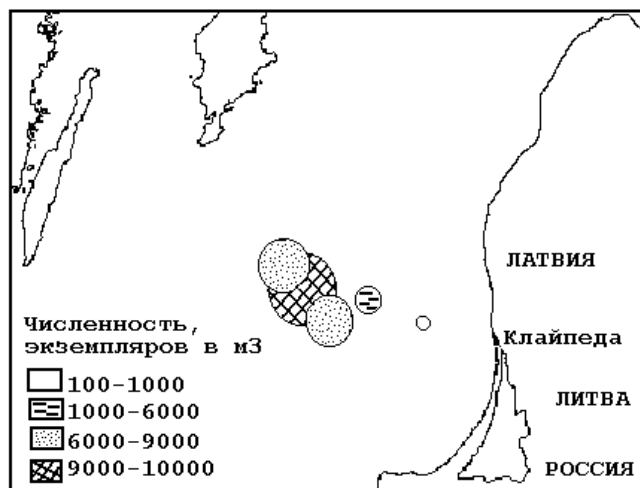 ЛАТВИЯ
Численность,
экземпляров в м3
Клайпеда
100-1000
1000-6000
ЛИТВА
6000-9000
9000-10000
РОССИЯ